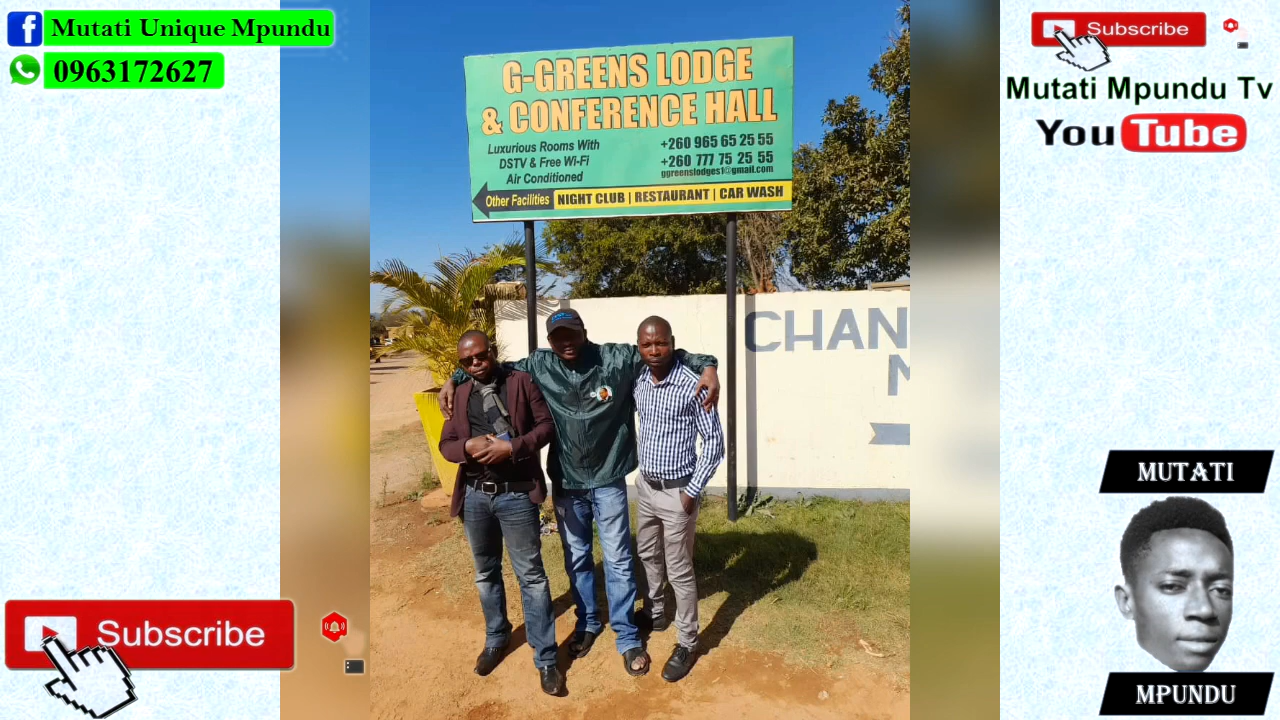 Mutati Unique Mpundu
0963172627
Subscribe
G-GREENS LODGE
& CONFERENCE HALL
Luxurious Rooms With
DSTV & Free Wi-Fi
Air Conditioned
+260 965 65 25 55
+260 777 75 25 55
ggreenslodges1@gmail.com
Other Facilities
NIGHT CLUB | RESTAURANT | CAR WASH
CHAN
N
Subscribe
Mutati Mpundu Tv
YouTube
MUTATI
MPUNDU